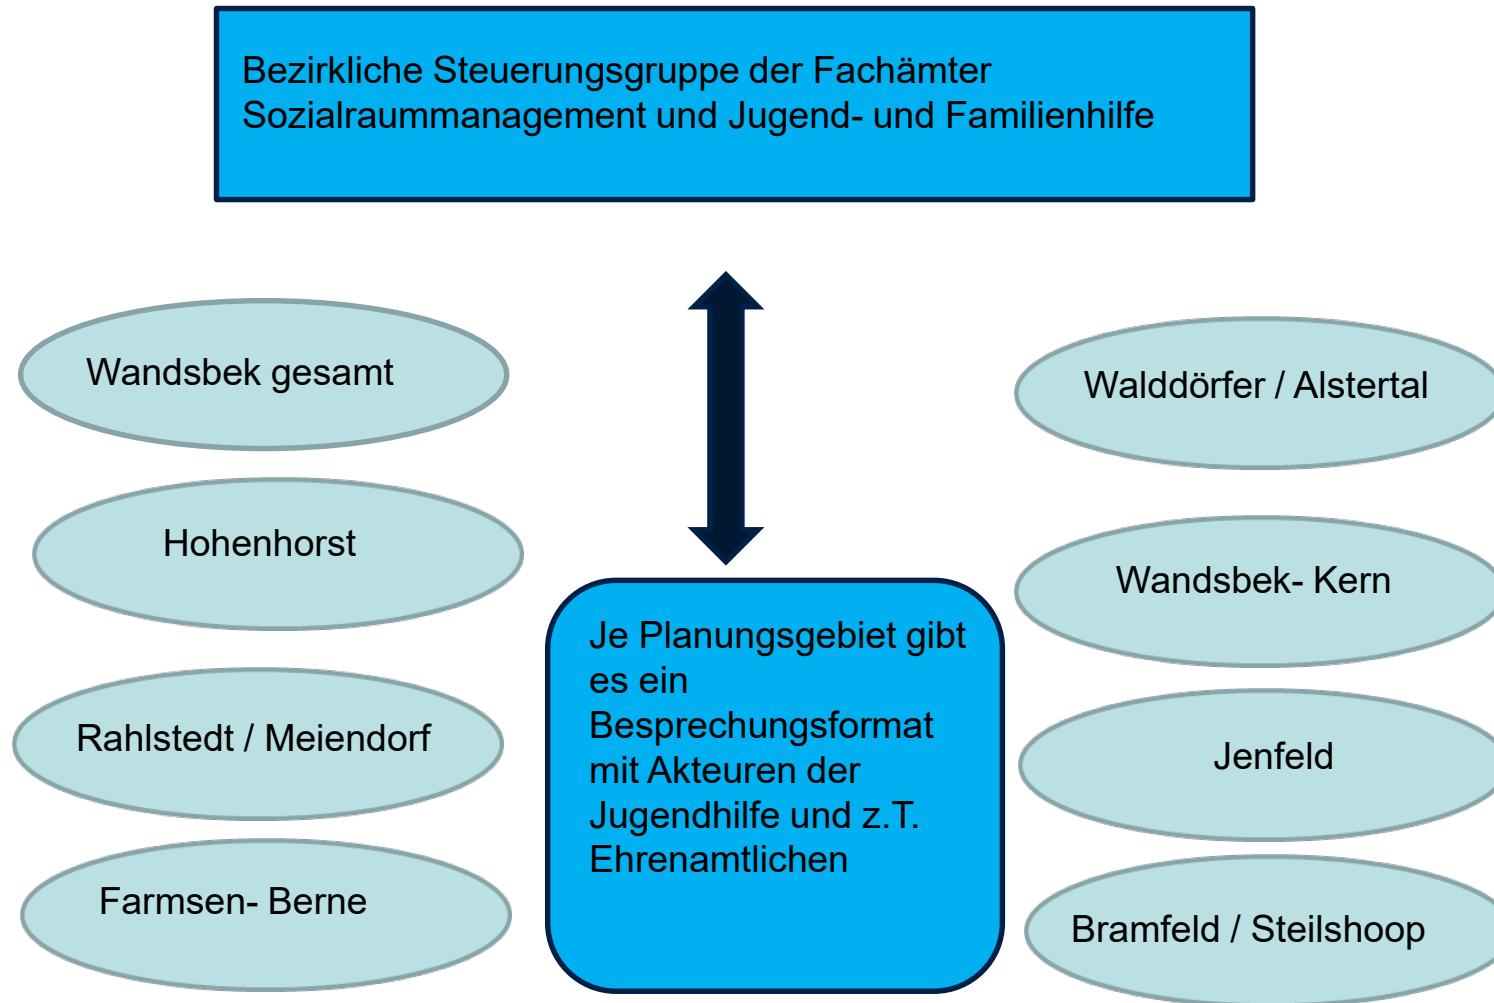 Bezirkliche Steuerungsgruppe der Fachämter
Sozialraummanagement und Jugend- und Familienhilfe
Wandsbek gesamt
Hohenhorst
Rahlstedt / Meiendorf
Farmsen- Berne
Je Planungsgebiet gibt
es ein
Besprechungsformat
mit Akteuren der
Jugendhilfe und z.T.
Ehrenamtlichen
Walddörfer / Alstertal
Wandsbek- Kern
Jenfeld
Bramfeld / Steilshoop